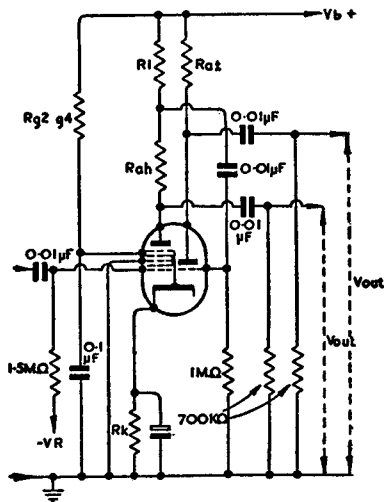 Vb +
R1
Rat
Rg2 g4
0·01µF
0·01µF
Rah
0·01
µF
0·01µF
Vout
0·1
µF
Vout
1·5MΩ
1MΩ
700KΩ
-VR
Rk